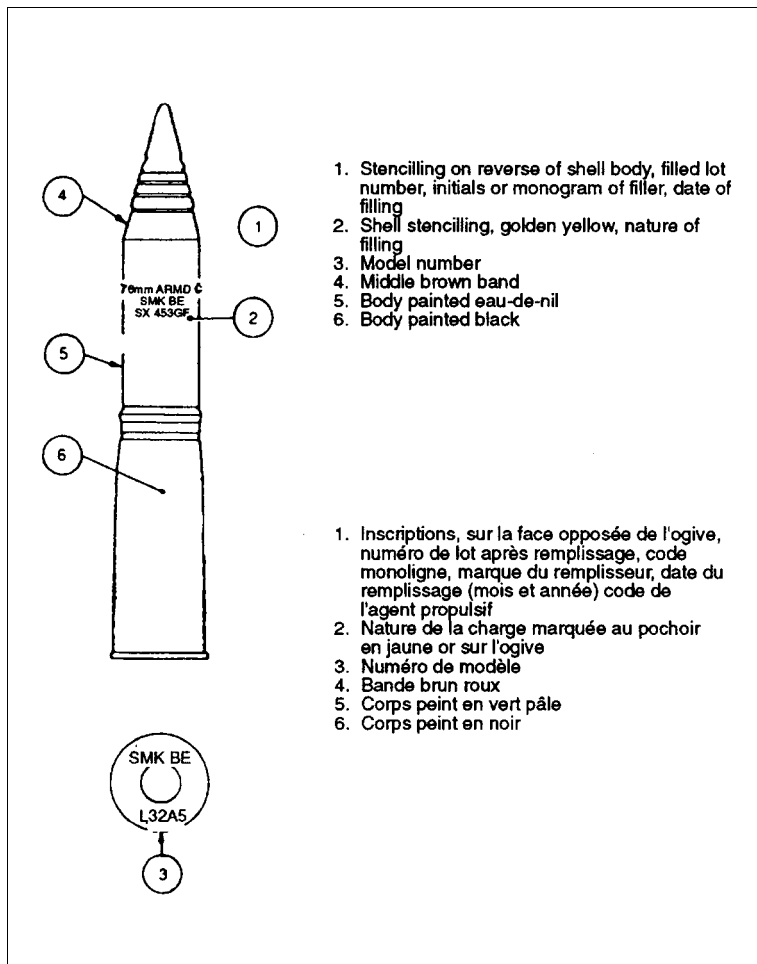 4
1
76mm ARMD C
SMK BE
SX 453GF
2
5
6
1. Stencilling on reverse of shell body, filled lot
number, initials or monogram of filler, date of
filling
2. Shell stencilling, golden yellow, nature of
filling
3. Model number
4. Middle brown band
5. Body painted eau-de-nil
6. Body painted black
1. Inscriptions, sur la face opposée de l'ogive,
numéro de lot après remplissage, code
monoligne, marque du remplisseur, date du
remplissage (mois et année) code de
l'agent propulsif
2. Nature de la charge marquée au pochoir
en jaune or sur l'ogive
3. Numéro de modèle
4. Bande brun roux
5. Corps peint en vert pâle
6. Corps peint en noir
SMK BE
L32A5
3